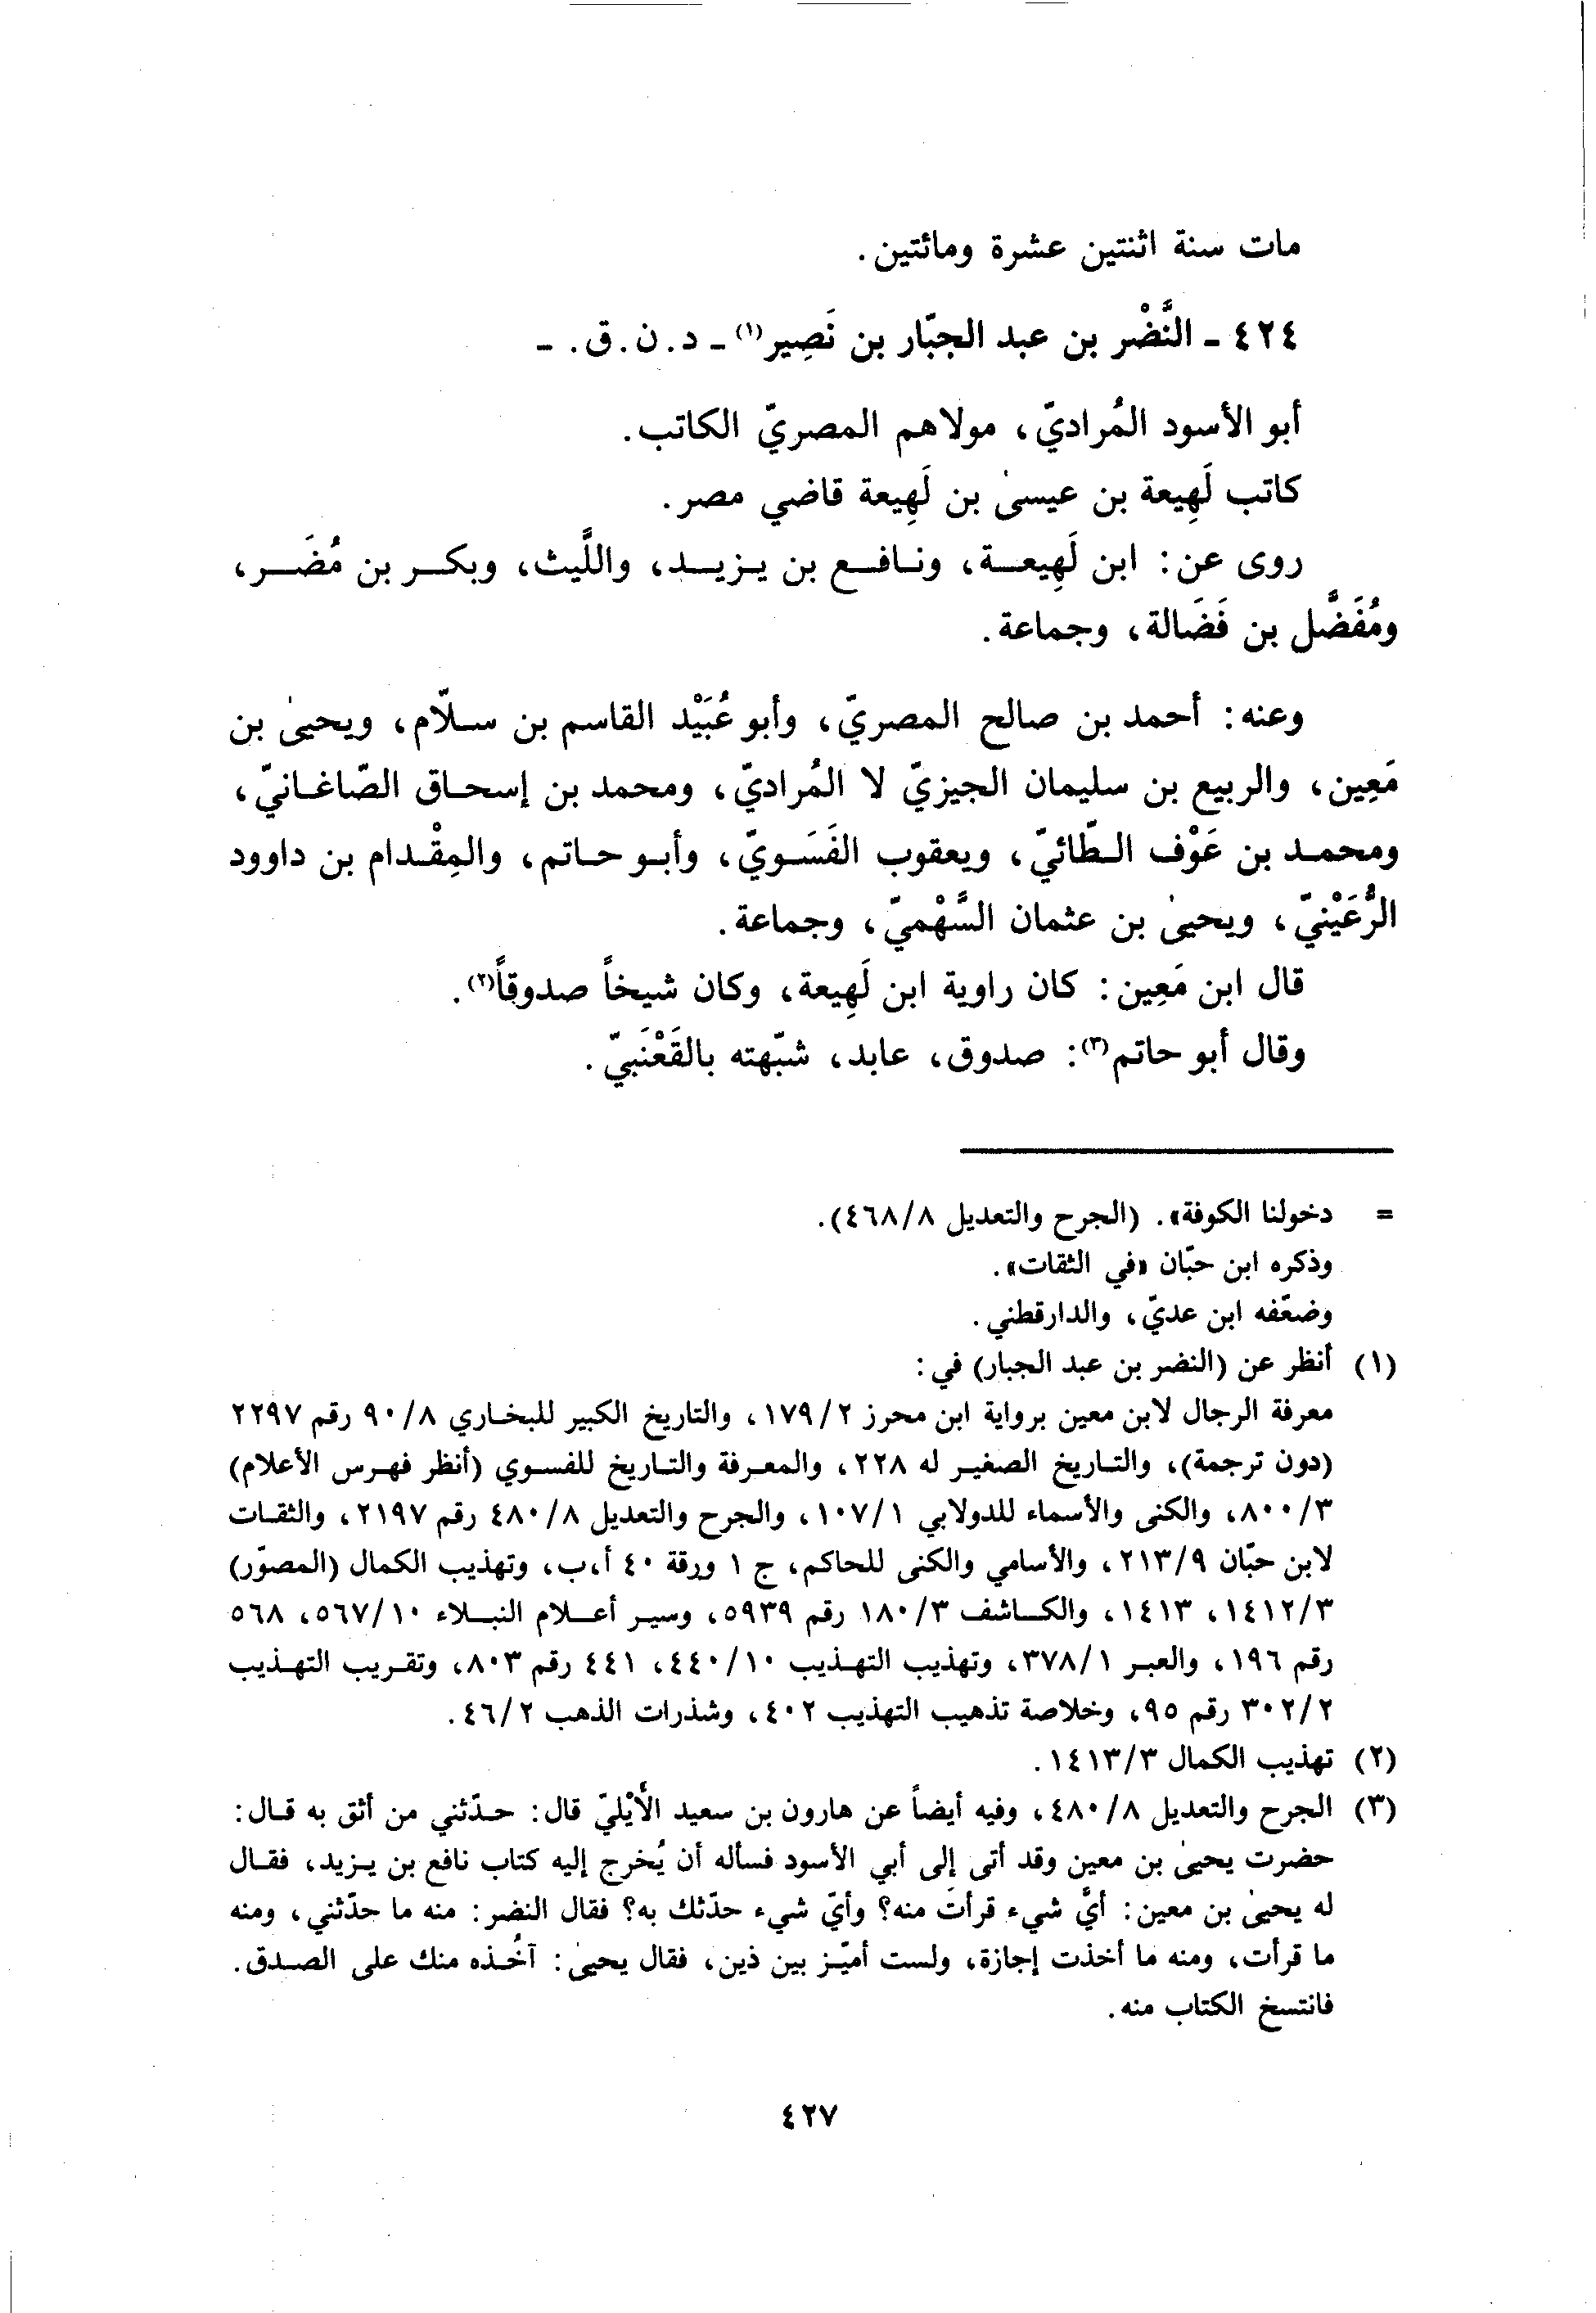 مات سنة اثنتين عشرة ومائتين.
٤٢٤ - النَّضْر بن عبد الجبّار بن نَصِير(١) - د. ن. ق. -
أبو الأسود المُراديّ، مولاهم المصريّ الكاتب.
كاتب لَهِيعة بن عيسىٰ بن لَهِيعة قاضي مصر.
روى عن: ابن لَهِيعة، ونافع بن يزيد، واللَّيث، وبكر بن مُضَر،
ومُفَضَّل بن فَضَالة، وجماعة.
وعنه: أحمد بن صالح المصريّ، وأبو عُبَيْد القاسم بن سلّام، ويحيىٰ بن
مَعِين، والربيع بن سليمان الجيزيّ لا المُراديّ، ومحمد بن إسحاق الصّاغانيّ،
ومحمد بن عَوْف الطّائيّ، ويعقوب الفَسَويّ، وأبو حاتم، والمِقْدام بن داوود
الرُّعَيْنيّ، ويحيىٰ بن عثمان السَّهْميّ، وجماعة.
قال ابن مَعِين: كان راوية ابن لَهِيعة، وكان شيخاً صدوقاً(٢).
وقال أبو حاتم(٣): صدوق، عابد، شبّهته بالقَعْنَبيّ.
= دخولنا الكوفة». (الجرح والتعديل ٤٦٨/٨).
وذكره ابن حبّان «في الثقات».
وضعّفه ابن عديّ، والدارقطني.
(١) أنظر عن (النضر بن عبد الجبار) في:
معرفة الرجال لابن معين برواية ابن محرز ١٧٩/٢، والتاريخ الكبير للبخاري ٩٠/٨ رقم ٢٢٩٧
(دون ترجمة)، والتاريخ الصغير له ٢٢٨، والمعرفة والتاريخ للفسوي (أنظر فهرس الأعلام)
٨٠٠/٣، والكنى والأسماء للدولابي ١٠٧/١، والجرح والتعديل ٤٨٠/٨ رقم ٢١٩٧، والثقات
لابن حبّان ٢١٣/٩، والأسامي والكنى للحاكم، ج ١ ورقة ٤٠ أ،ب، وتهذيب الكمال (المصوّر)
١٤١٢/٣، ١٤١٣، والكاشف ١٨٠/٣ رقم ٥٩٣٩، وسير أعلام النبلاء ٥٦٧/١٠، ٥٦٨
رقم ١٩٦، والعبر ٣٧٨/١، وتهذيب التهذيب ٤٤٠/١٠، ٤٤١ رقم ٨٠٣، وتقريب التهذيب
٣٠٢/٢ رقم ٩٥، وخلاصة تذهيب التهذيب ٤٠٢، وشذرات الذهب ٤٦/٢.
(٢) تهذيب الكمال ١٤١٣/٣.
(٣) الجرح والتعديل ٤٨٠/٨، وفيه أيضاً عن هارون بن سعيد الأَيْليّ قال: حدّثني من أثق به قال:
حضرت يحيىٰ بن معين وقد أتى إلى أبي الأسود فسأله أن يُخرج إليه كتاب نافع بن يزيد، فقال
له يحيىٰ بن معين: أيَّ شيء قرأتَ منه؟ وأيّ شيء حدّثك به؟ فقال النضر: منه ما حدّثني، ومنه
ما قرأت، ومنه ما أخذت إجازة، ولست أميّز بين ذين، فقال يحيىٰ: آخُذه منك على الصدق.
فانتسخ الكتاب منه.
٤٢٧